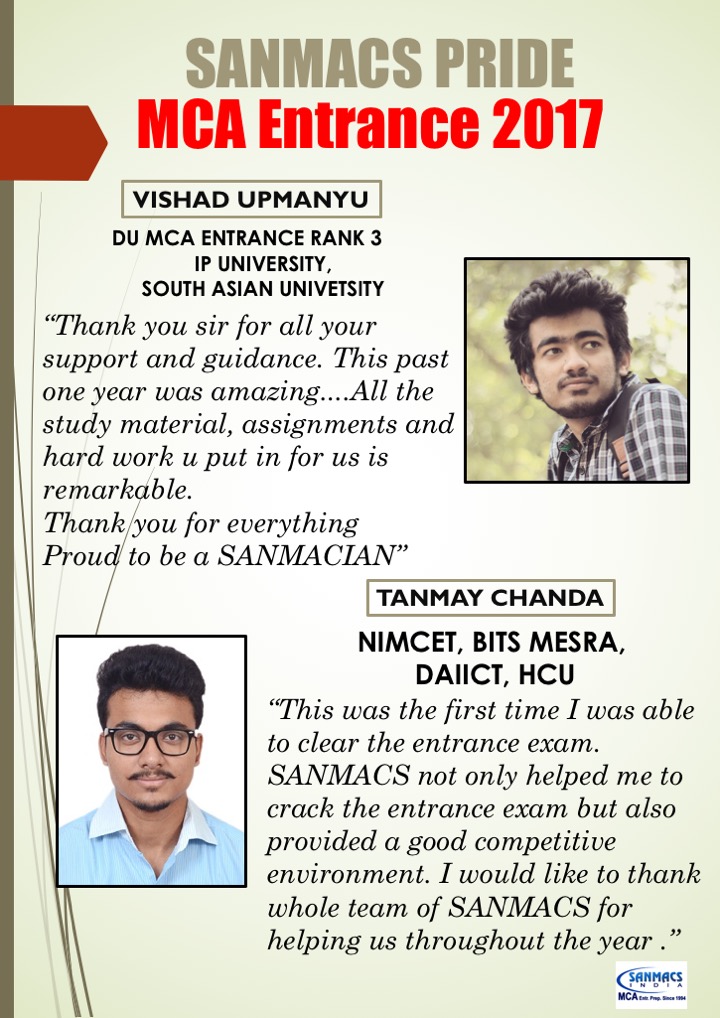 SANMACS PRIDE
MCA Entrance 2017
VISHAD UPMANYU
DU MCA ENTRANCE RANK 3
IP UNIVERSITY,
SOUTH ASIAN UNIVETSITY
“Thank you sir for all your
support and guidance. This past
one year was amazing....All the
study material, assignments and
hard work u put in for us is
remarkable.
Thank you for everything
Proud to be a SANMACIAN”
TANMAY CHANDA
NIMCET, BITS MESRA,
DAIICT, HCU
“This was the first time I was able
to clear the entrance exam.
SANMACS not only helped me to
crack the entrance exam but also
provided a good competitive
environment. I would like to thank
whole team of SANMACS for
helping us throughout the year .”
SANMACS
INDIA
MCA Entr. Prep. Since 1994